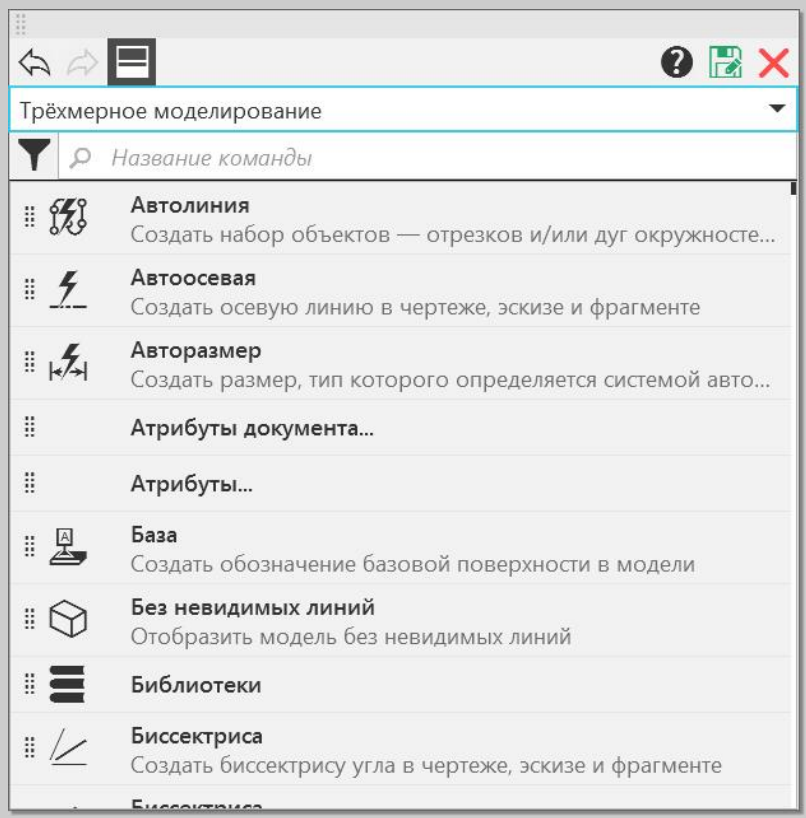 Трёхмерное моделирование
Название команды
Автолиния
Создать набор объектов — отрезков и/или дуг окружносте...
Автоосевая
Создать осевую линию в чертеже, эскизе и фрагменте
Авторазмер
Создать размер, тип которого определяется системой авто...
Атрибуты документа...
Атрибуты...
A
База
Создать обозначение базовой поверхности в модели
Без невидимых линий
Отобразить модель без невидимых линий
Библиотеки
Биссектриса
Создать биссектрису угла в чертеже, эскизе и фрагменте
Биссектриса